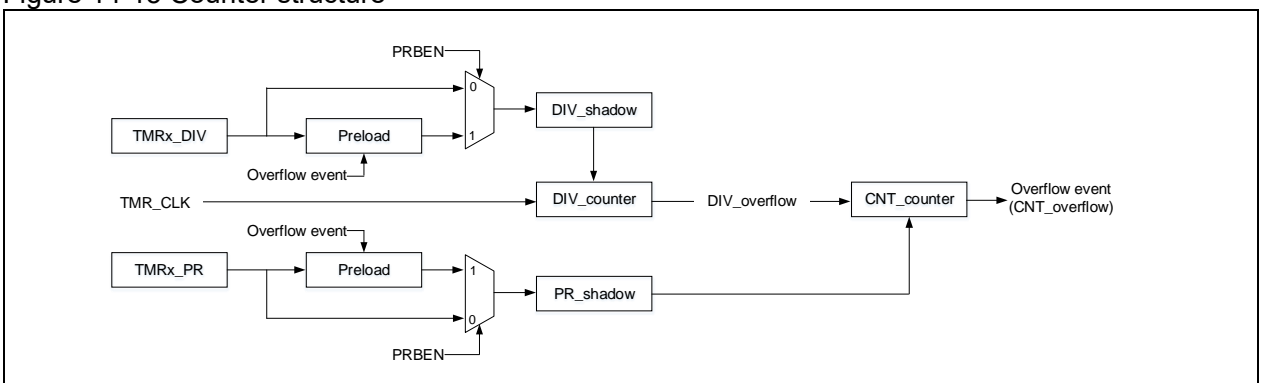 Figure 14-13 Counter structure
PRBEN
0
DIV_shadow
TMRx_DIV
Preload
1
Overflow event
TMR_CLK
DIV_counter
DIV_overflow
CNT_counter
Overflow event
(CNT_overflow)
Overflow event
TMRx_PR
Preload
1
PR_shadow
0
PRBEN